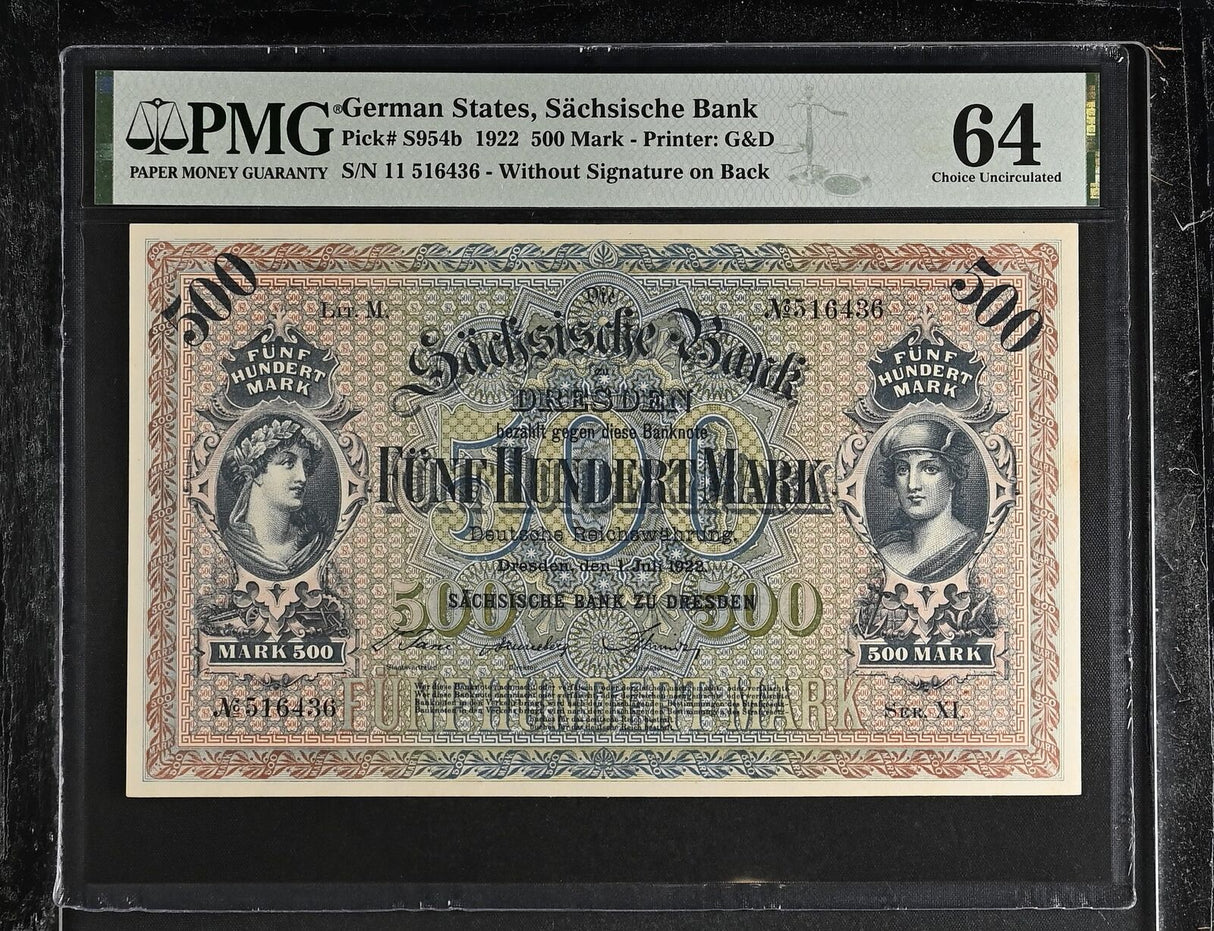 PMG®
PAPER MONEY GUARANTY
German States, Sächsische Bank
Pick# S954b 1922 500 Mark - Printer: G&D
S/N 11 516436 - Without Signature on Back
64
Choice Uncirculated
500
500
LIT. M.
№516436
FÜNF
HUNDERT
MARK
FÜNF
HUNDERT
MARK
Die
Sächsische Bank
zu
DRESDEN
bezahlt gegen diese Banknote
500
FÜNF HUNDERT MARK
Deutsche Reichswährung.
Dresden, den 1. Juli 1922.
500
500
SÄCHSISCHE BANK ZU DRESDEN
MARK 500
500 MARK
№516436
FÜNFHUNDERT MARK
SER. XI.